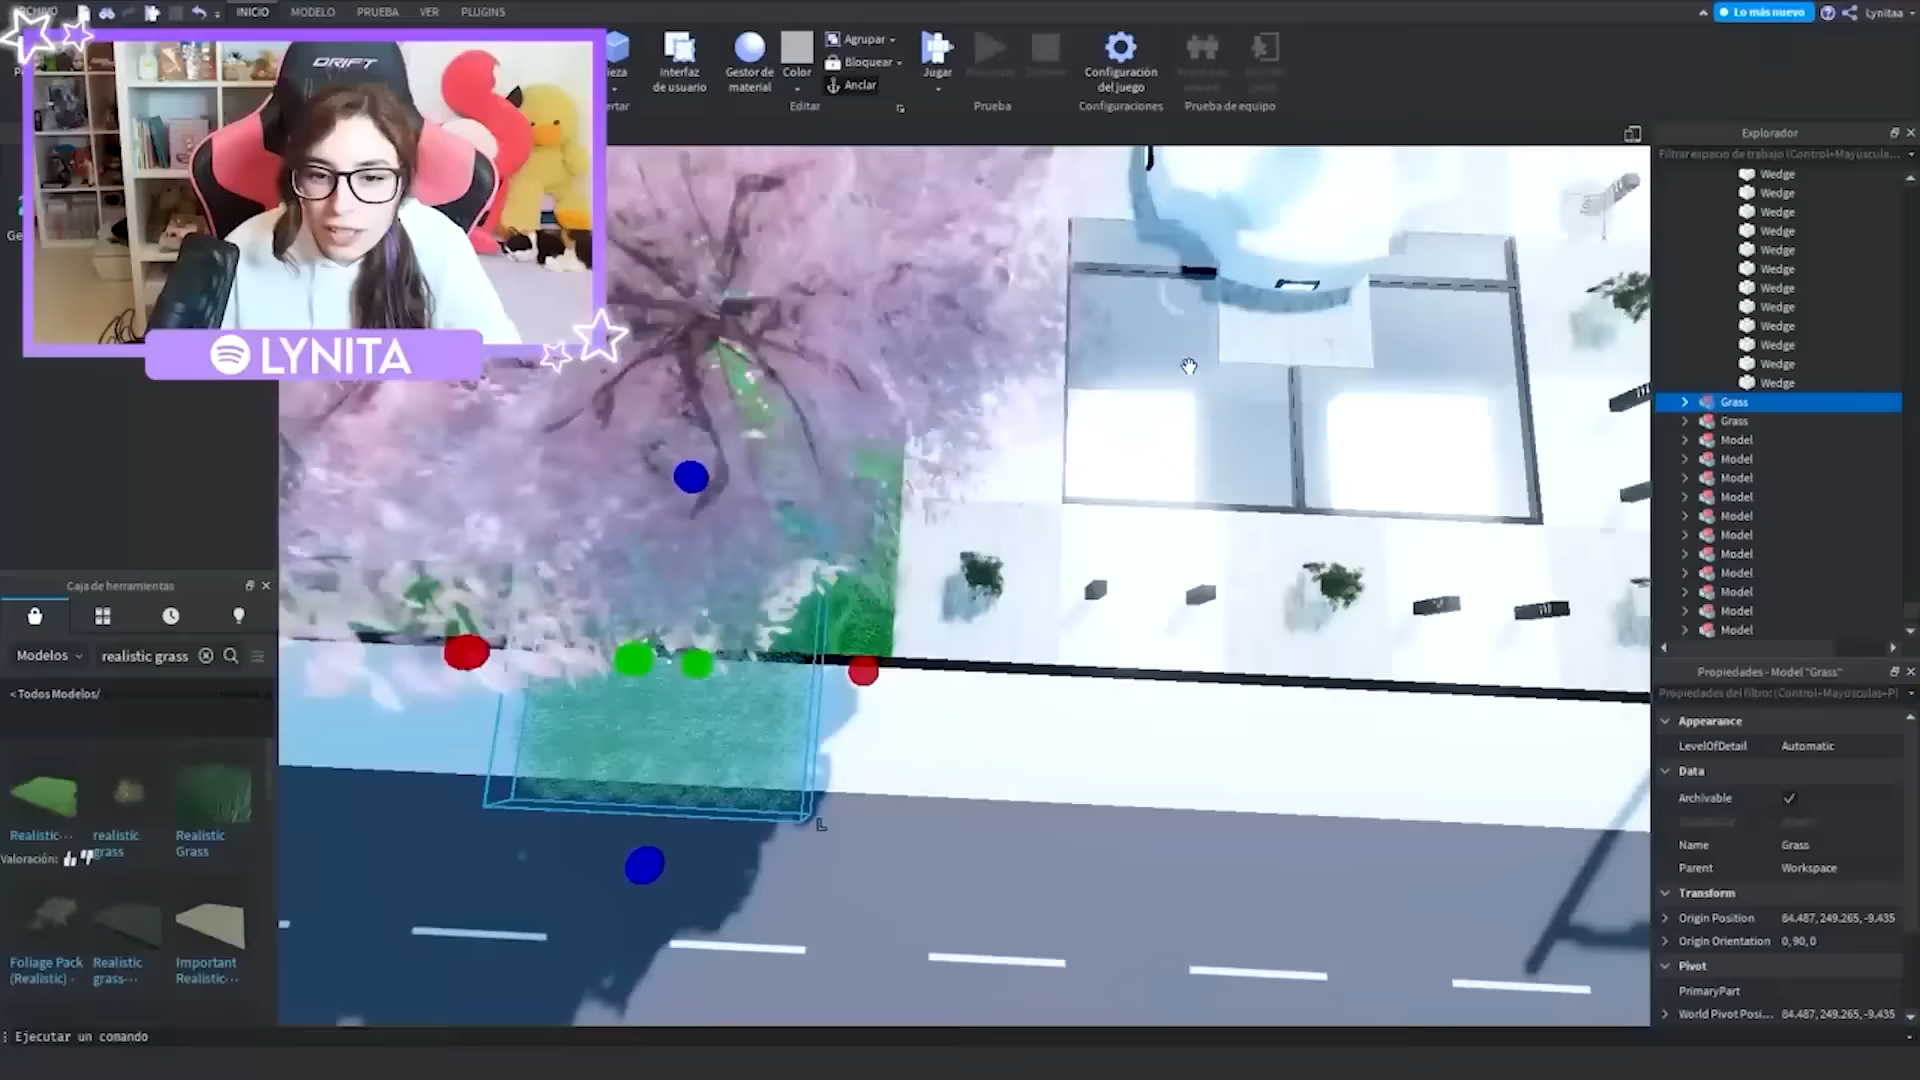 ARCHIVO
INICIO
MODELO
PRUEBA
VER
PLUGINS
Lo más nuevo
Lynitaa
DRIFT
LYNITA
Interfaz
de usuario
Gestor de
material
Color
Agrupar
Bloquear
Anclar
Editar
Jugar
Prueba
Configuración
del juego
Configuraciones
Prueba de equipo
Explorador
Filtrar espacio de trabajo (Control+Mayúscula...
Wedge
Wedge
Wedge
Wedge
Wedge
Wedge
Wedge
Wedge
Wedge
Wedge
Wedge
Wedge
Grass
Grass
Model
Model
Model
Model
Model
Model
Model
Model
Model
Model
Model
Caja de herramientas
Modelos
realistic grass
<Todos Modelos/
Realistic...
realistic
grass
Realistic
Grass
Valoración:
Foliage Pack
(Realistic) -
Realistic
grass...
Important
Realistic...
Propiedades - Model "Grass"
Propiedades del filtro: (Control+Mayúsculas+P)
Appearance
LevelOfDetail Automatic
Data
Archivable
Name Grass
Parent Workspace
Transform
Origin Position 84.487, 249.265, -9.435
Origin Orientation 0, 90, 0
Pivot
PrimaryPart
World Pivot Posi... 84.487, 249.265, -9.435
L
Ejecutar un comando